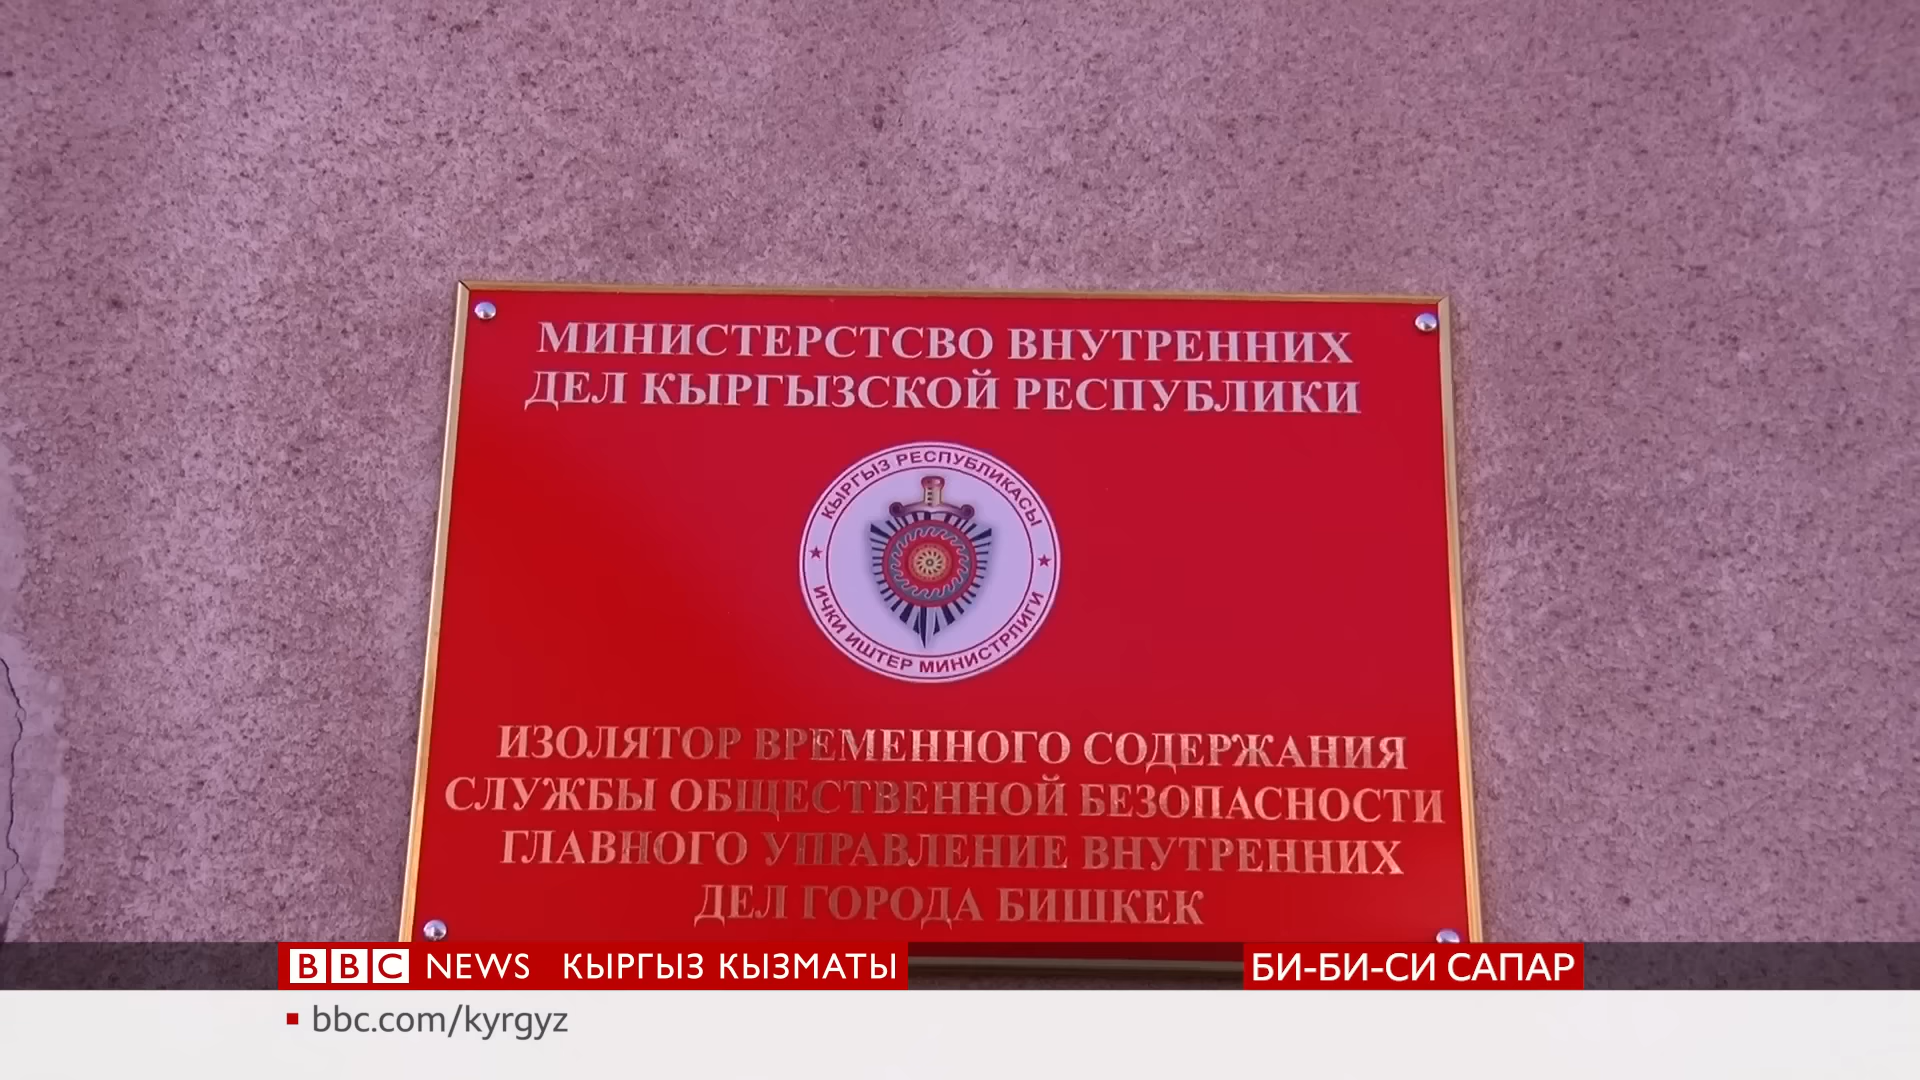 МИНИСТЕРСТСВО ВНУТРЕННИХ
ДЕЛ КЫРГЫЗСКОЙ РЕСПУБЛИКИ
КЫРГЫЗ РЕСПУБЛИКАСЫ
ИЧКИ ИШТЕР МИНИСТРЛИГИ
ИЗОЛЯТОР ВРЕМЕННОГО СОДЕРЖАНИЯ
СЛУЖБЫ ОБЩЕСТВЕННОЙ БЕЗОПАСНОСТИ
ГЛАВНОГО УПРАВЛЕНИЕ ВНУТРЕННИХ
ДЕЛ ГОРОДА БИШКЕК
BBC NEWS КЫРГЫЗ КЫЗМАТЫ
БИ-БИ-СИ САПАР
bbc.com/kyrgyz